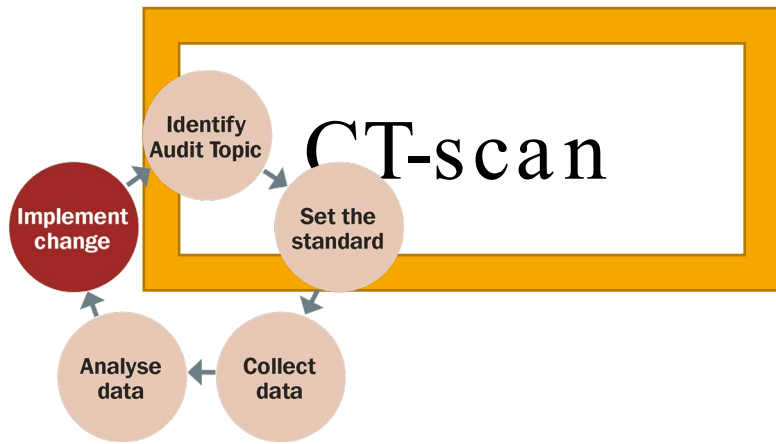 Identify
Audit Topic
CT-scan
Implement
change
Set the
standard
Analyse
data
Collect
data